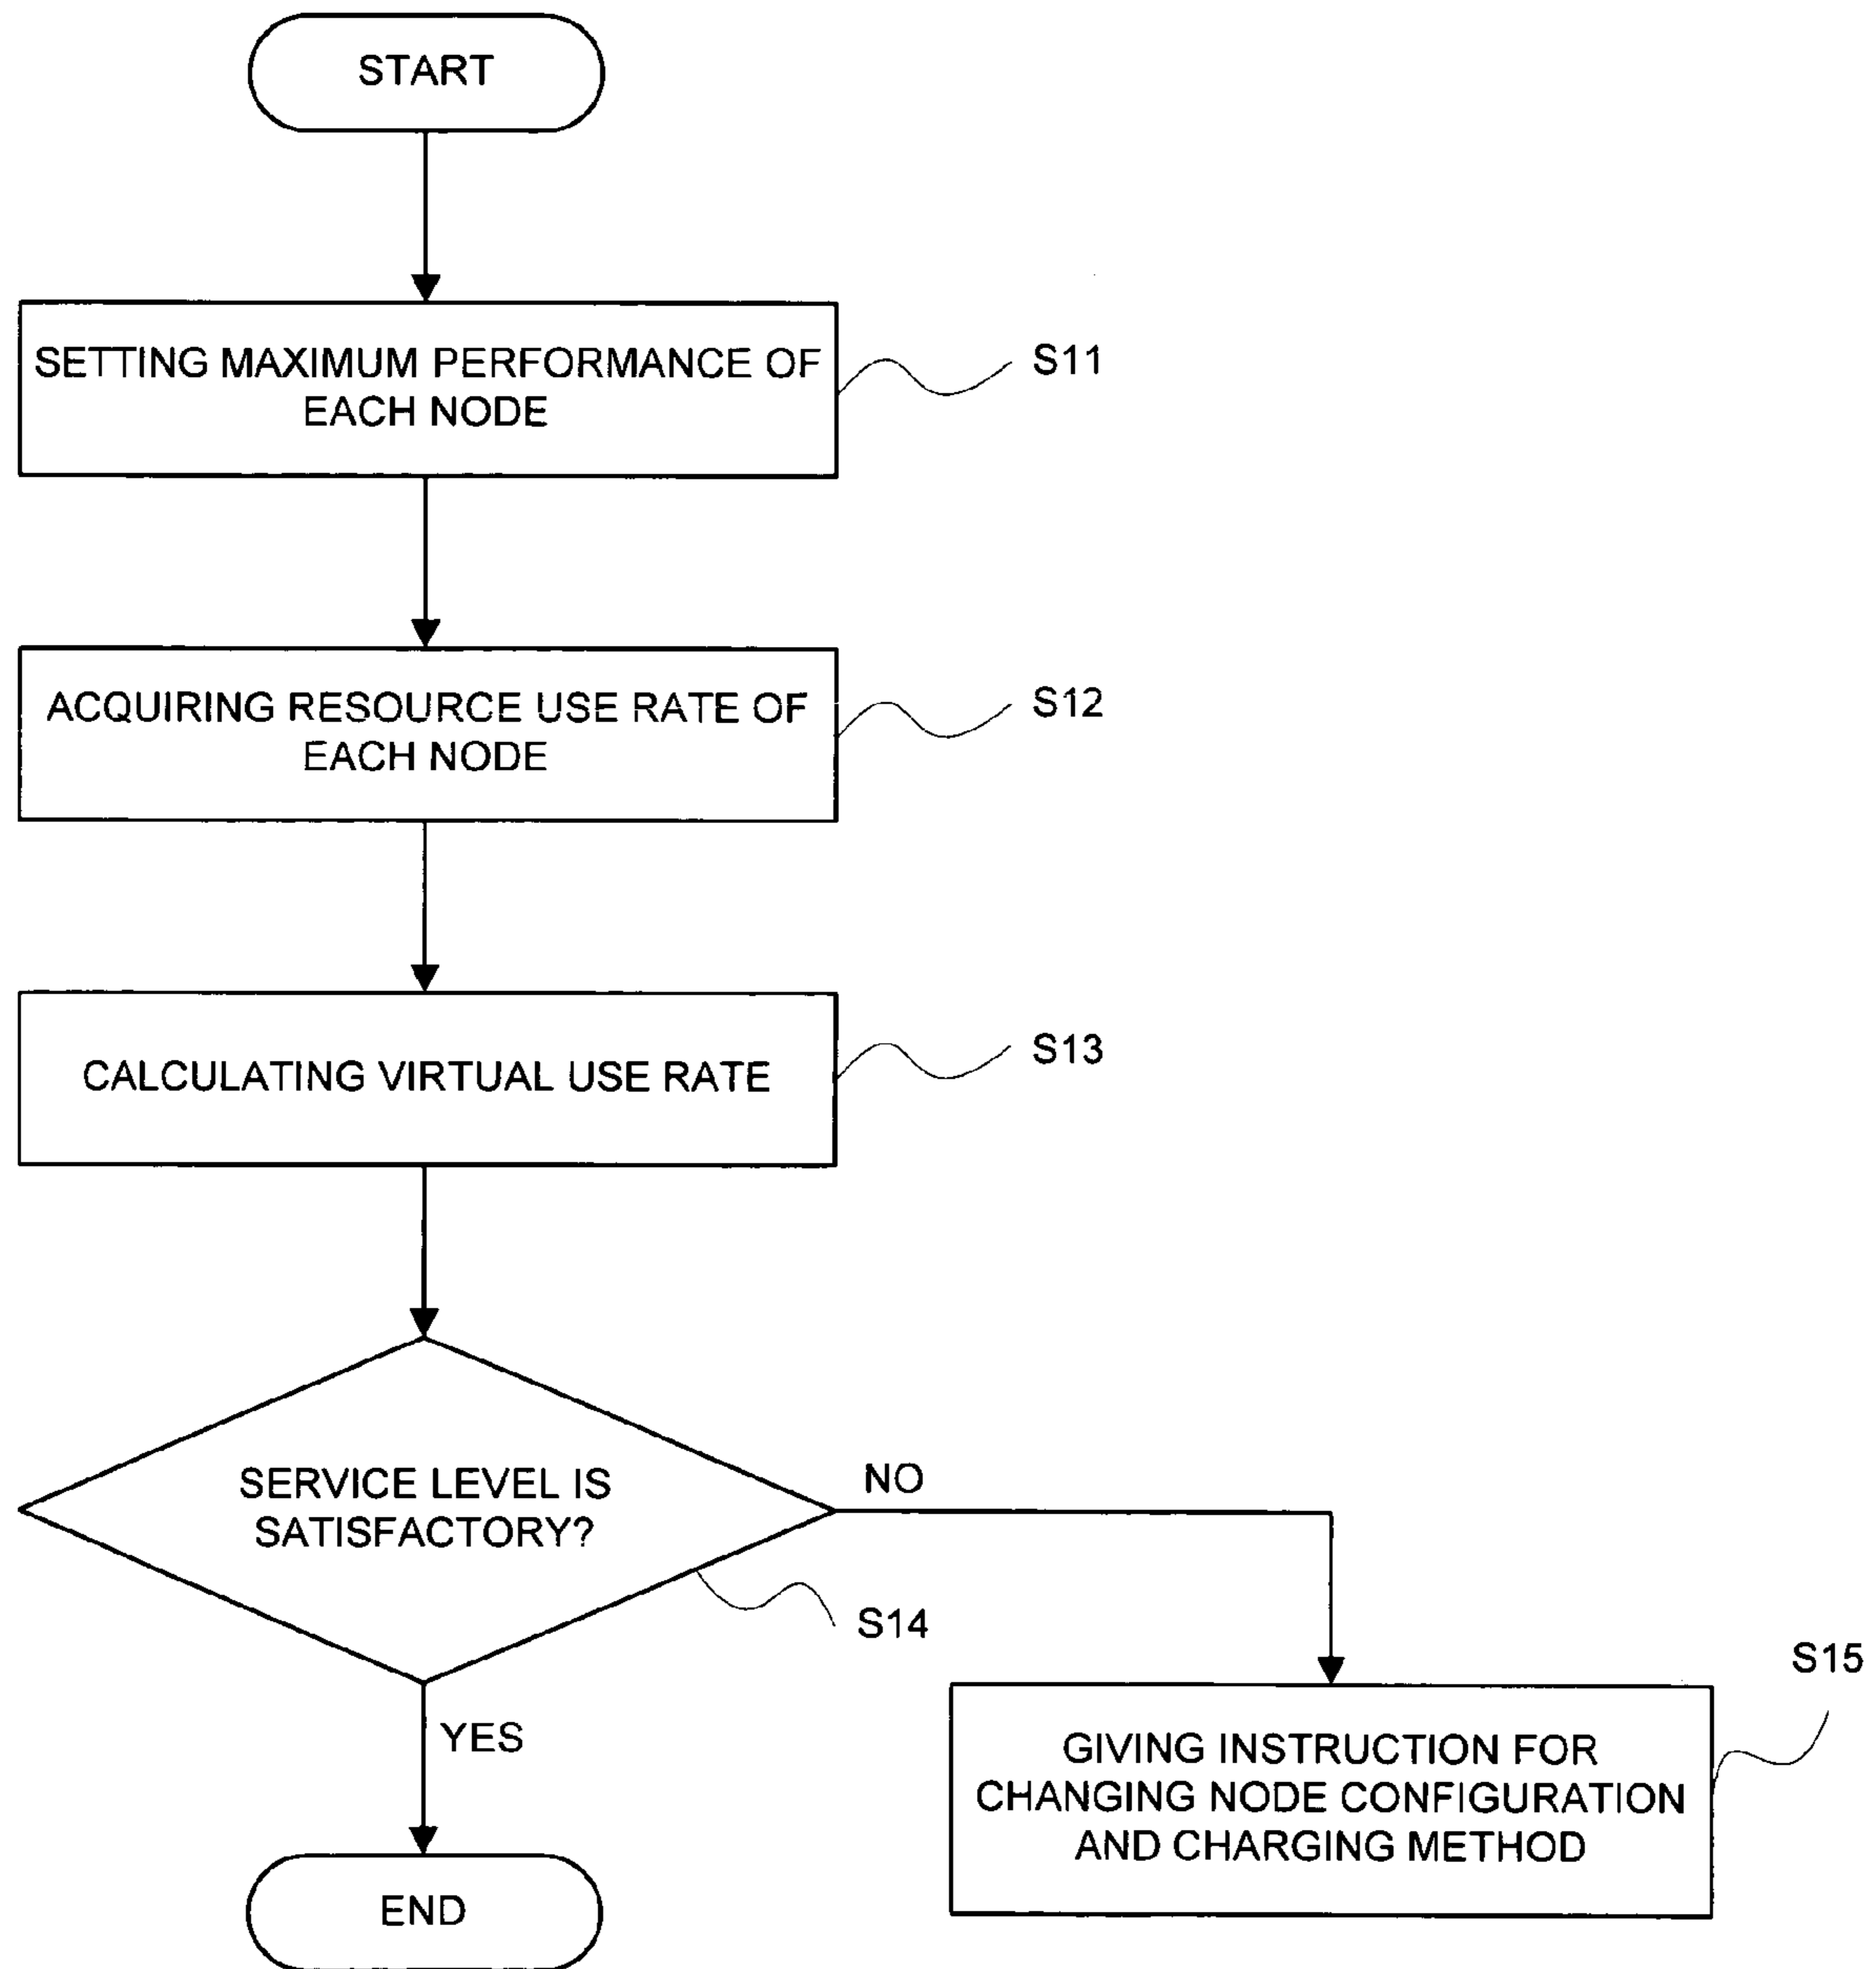 START
SETTING MAXIMUM PERFORMANCE OF
EACH NODE
S11
ACQUIRING RESOURCE USE RATE OF
EACH NODE
S12
CALCULATING VIRTUAL USE RATE
S13
SERVICE LEVEL IS
SATISFACTORY?
NO
S14
YES
S15
GIVING INSTRUCTION FOR
CHANGING NODE CONFIGURATION
AND CHARGING METHOD
END